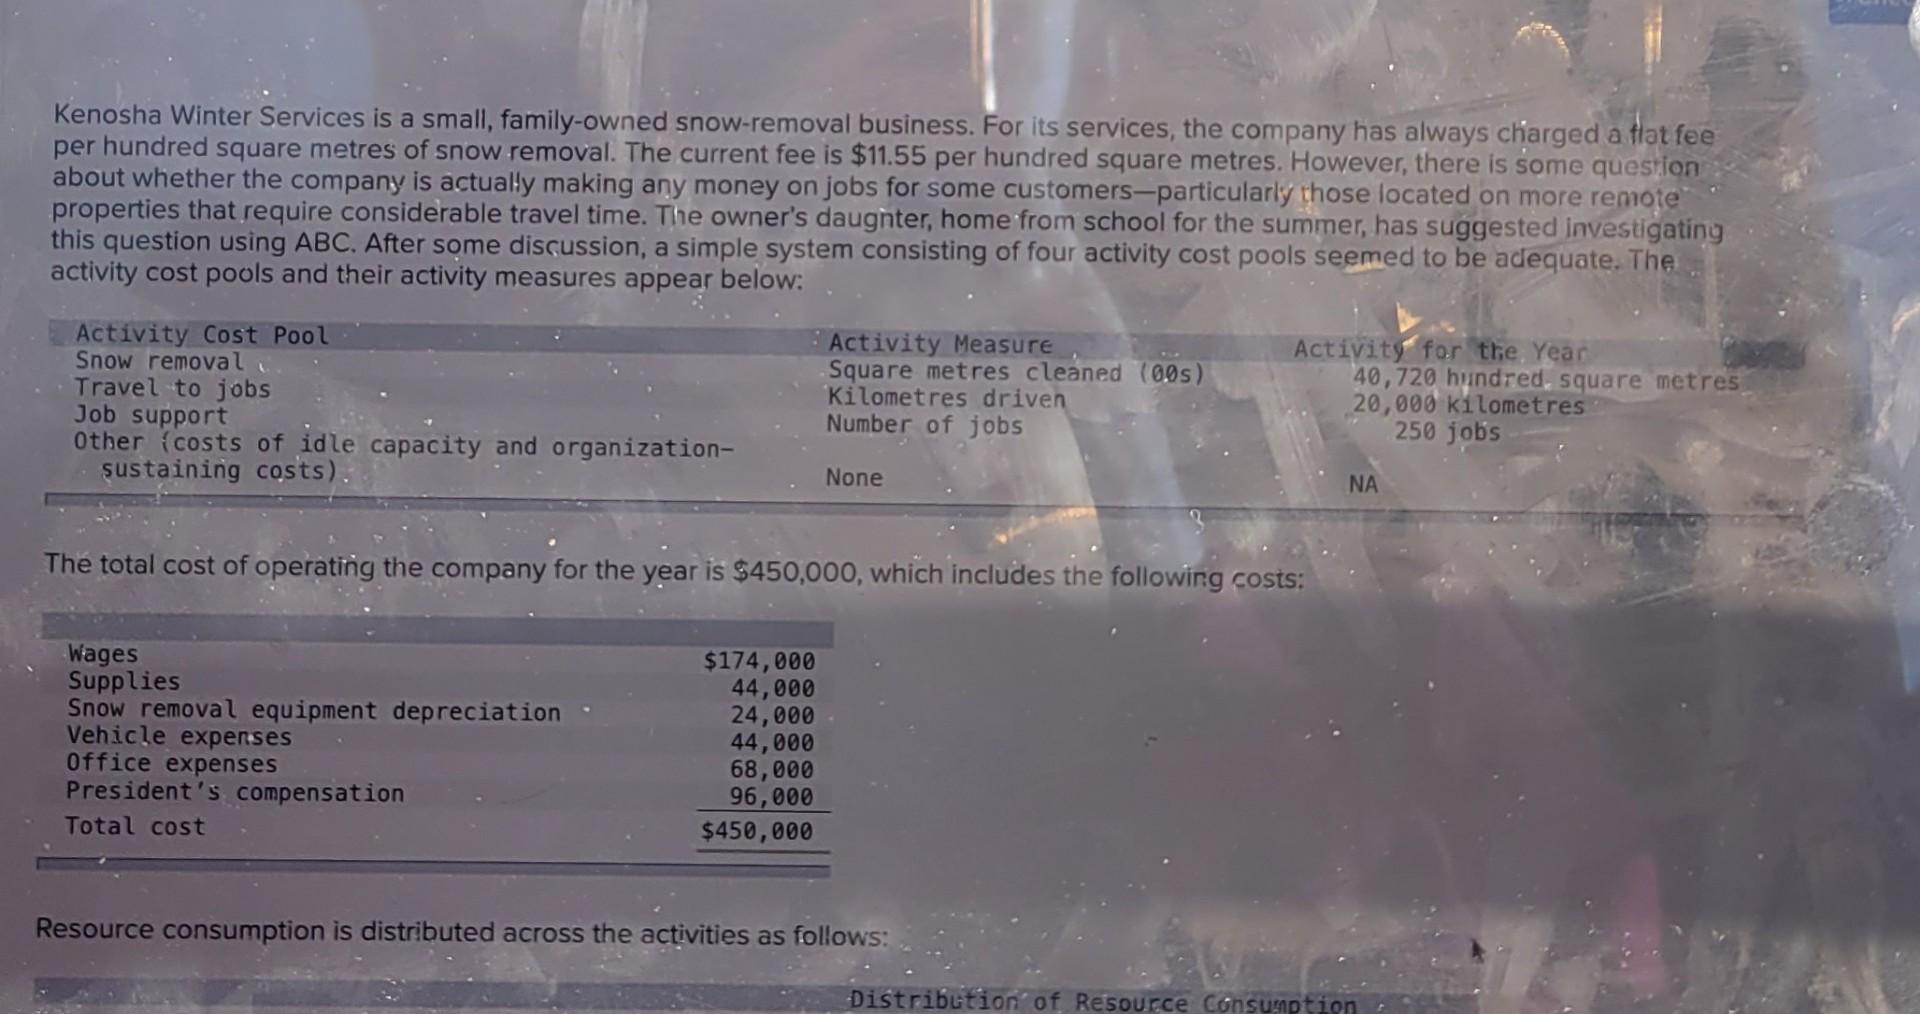 Kenosha Winter Services is a small, family-owned snow-removal business. For its services, the company has always charged a flat fee
per hundred square metres of snow removal. The current fee is $11.55 per hundred square metres. However, there is some question
about whether the company is actually making any money on jobs for some customers—particularly those located on more remote
properties that require considerable travel time. The owner's daughter, home from school for the summer, has suggested investigating
this question using ABC. After some discussion, a simple system consisting of four activity cost pools seemed to be adequate. The
activity cost pools and their activity measures appear below:
Activity Cost Pool Activity Measure Activity for the Year
Snow removal Square metres cleaned (00s) 40,720 hundred square metres
Travel to jobs Kilometres driven 20,000 kilometres
Job support Number of jobs 250 jobs
Other (costs of idle capacity and organization-
sustaining costs) None NA
The total cost of operating the company for the year is $450,000, which includes the following costs:
Wages $174,000
Supplies 44,000
Snow removal equipment depreciation 24,000
Vehicle expenses 44,000
Office expenses 68,000
President's compensation 96,000
Total cost $450,000
Resource consumption is distributed across the activities as follows:
Distribution of Resource Consumption